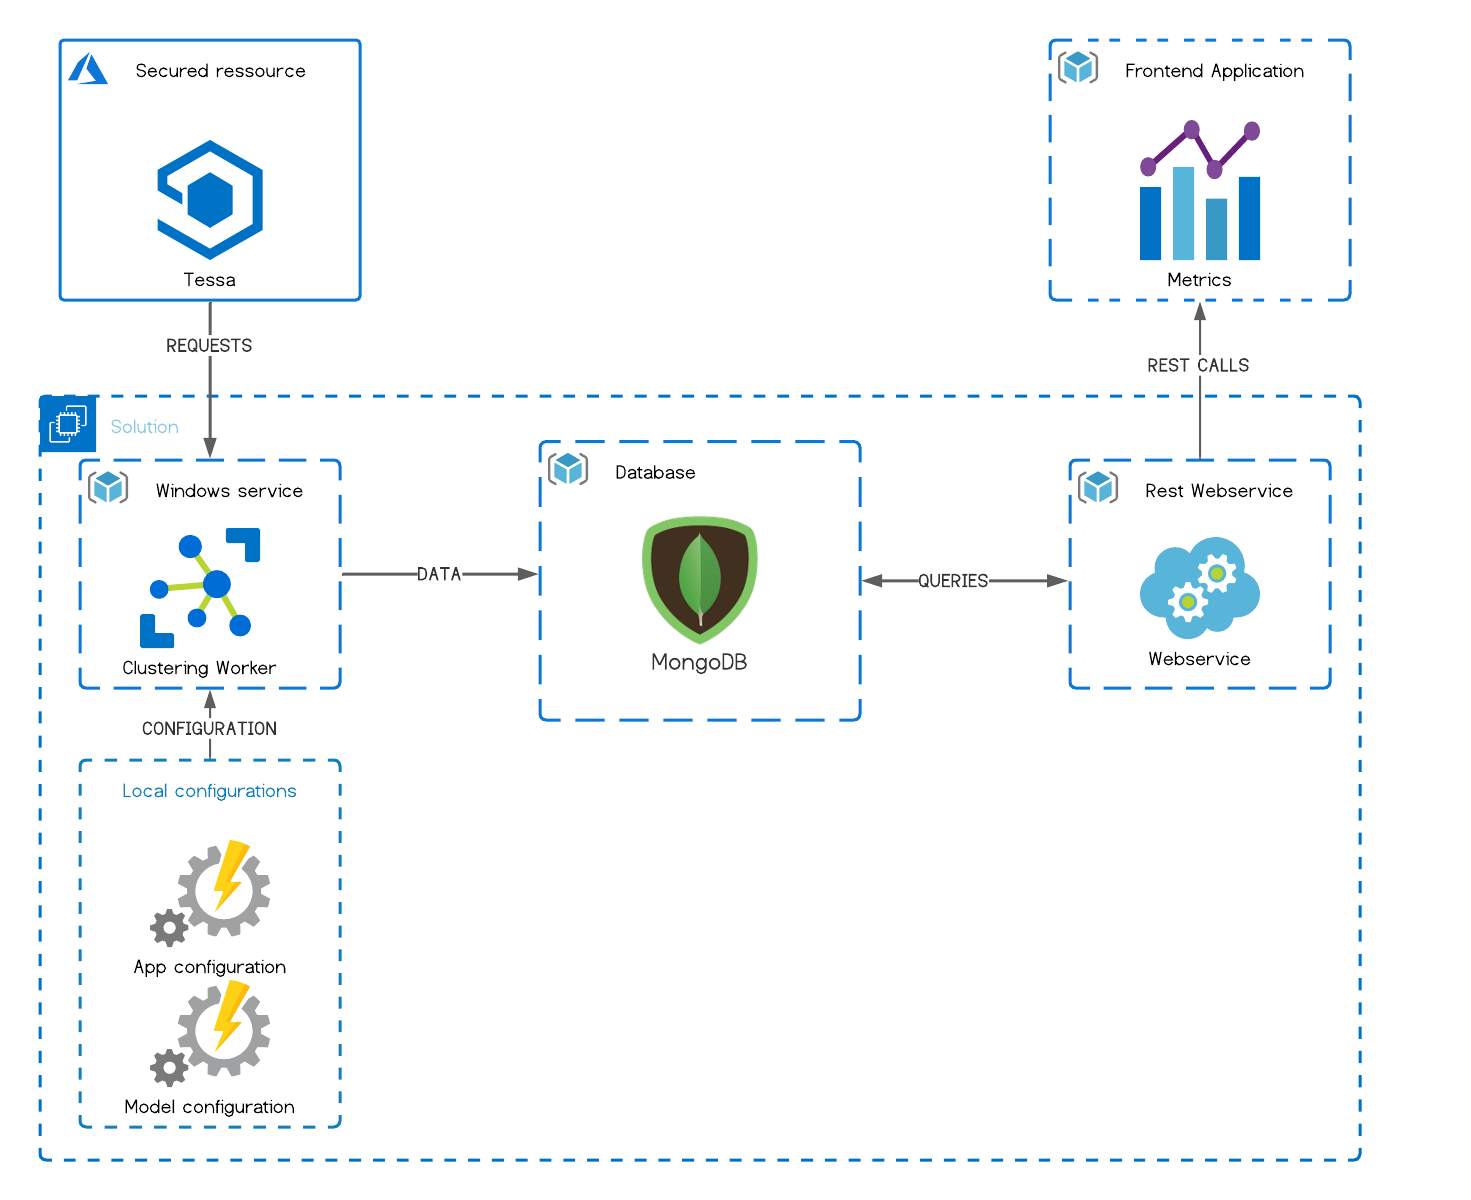 Secured ressource
Tessa
Frontend Application
Metrics
REQUESTS
REST CALLS
Solution
Windows service
Clustering Worker
DATA
Database
MongoDB
QUERIES
Rest Webservice
Webservice
CONFIGURATION
Local configurations
App configuration
Model configuration